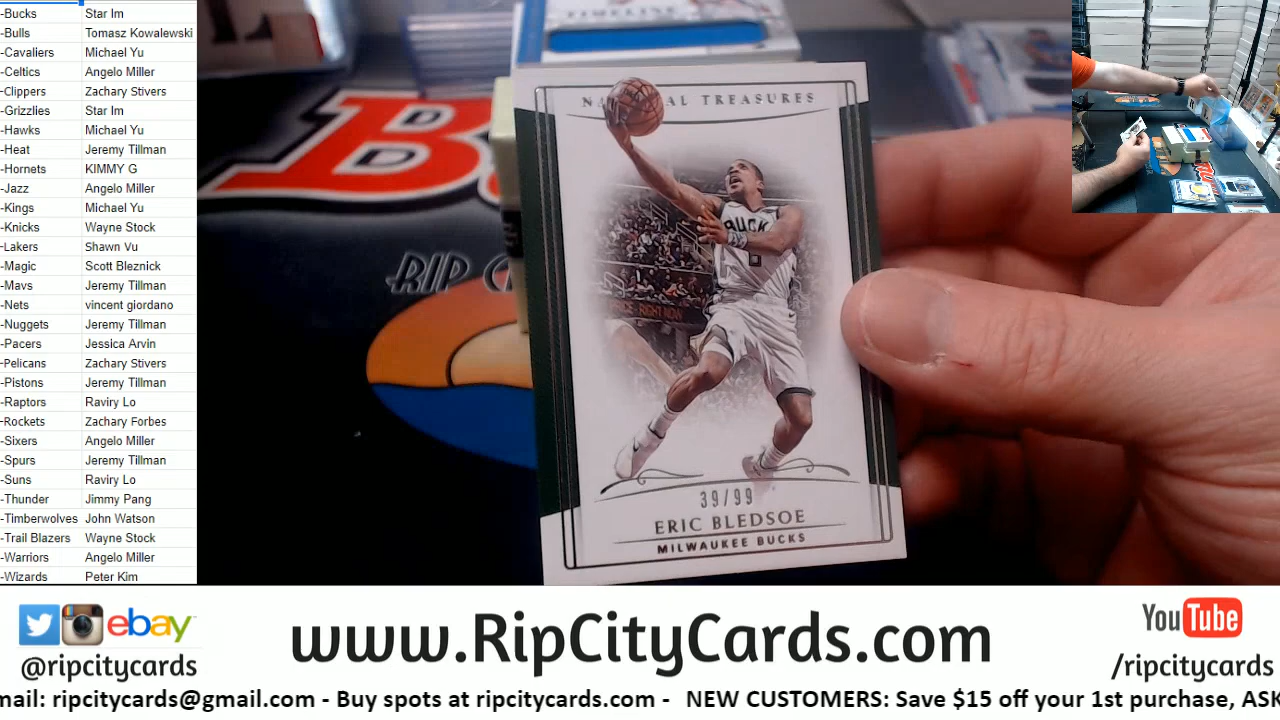 -Bucks Star Im
-Bulls Tomasz Kowalewski
-Cavaliers Michael Yu
-Celtics Angelo Miller
-Clippers Zachary Stivers
-Grizzlies Star Im
-Hawks Michael Yu
-Heat Jeremy Tillman
-Hornets KIMMY G
-Jazz Angelo Miller
-Kings Michael Yu
-Knicks Wayne Stock
-Lakers Shawn Vu
-Magic Scott Bleznick
-Mavs Jeremy Tillman
-Nets vincent giordano
-Nuggets Jeremy Tillman
-Pacers Jessica Arvin
-Pelicans Zachary Stivers
-Pistons Jeremy Tillman
-Raptors Raviry Lo
-Rockets Zachary Forbes
-Sixers Angelo Miller
-Spurs Jeremy Tillman
-Suns Raviry Lo
-Thunder Jimmy Pang
-Timberwolves John Watson
-Trail Blazers Wayne Stock
-Warriors Angelo Miller
-Wizards Peter Kim
TREASURES
BUCK
6
39/99
ERIC BLEDSOE
MILWAUKEE BUCKS
RIP
ebay
@ripcitycards
www.RipCityCards.com
YouTube
/ripcitycards
mail: ripcitycards@gmail.com - Buy spots at ripcitycards.com - NEW CUSTOMERS: Save $15 off your 1st purchase, ASK